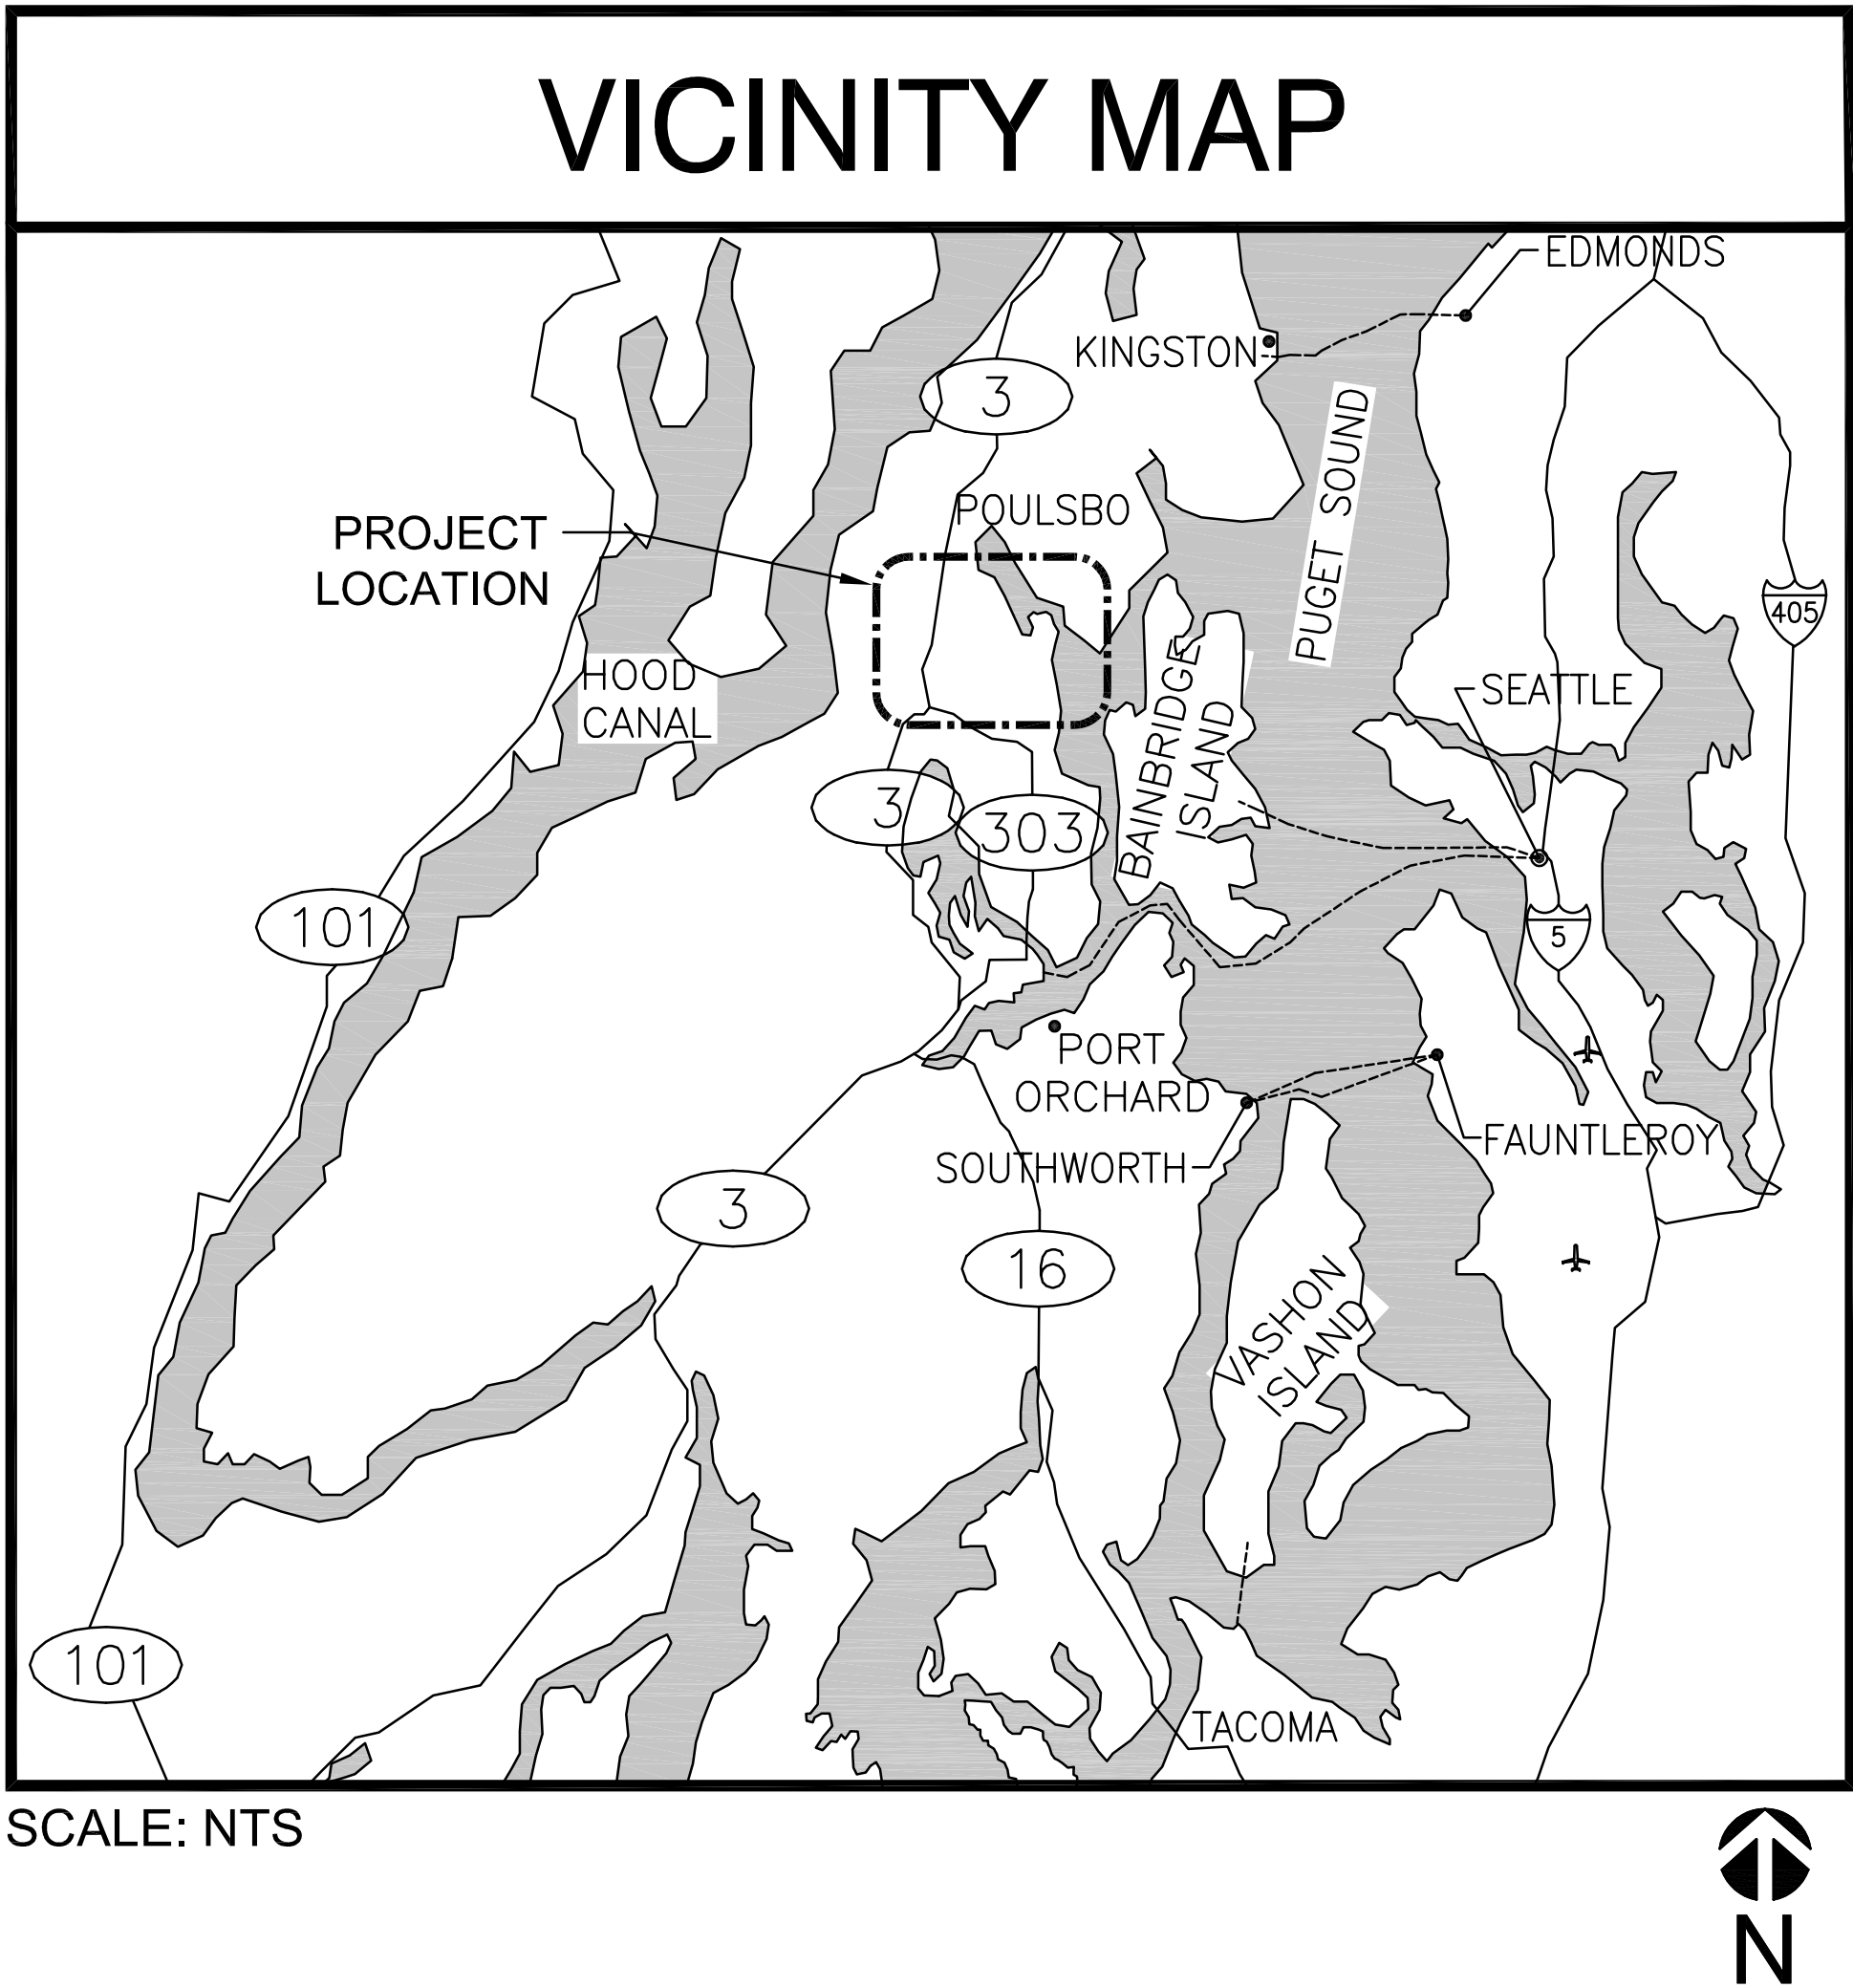 VICINITY MAP
EDMONDS
KINGSTON
3
PUGET SOUND
POULSBO
PROJECT
LOCATION
405
HOOD
CANAL
SEATTLE
BAINBRIDGE
ISLAND
3
303
101
5
PORT
ORCHARD
FAUNTLEROY
SOUTHWORTH
3
16
VASHON
ISLAND
101
TACOMA
SCALE: NTS
N